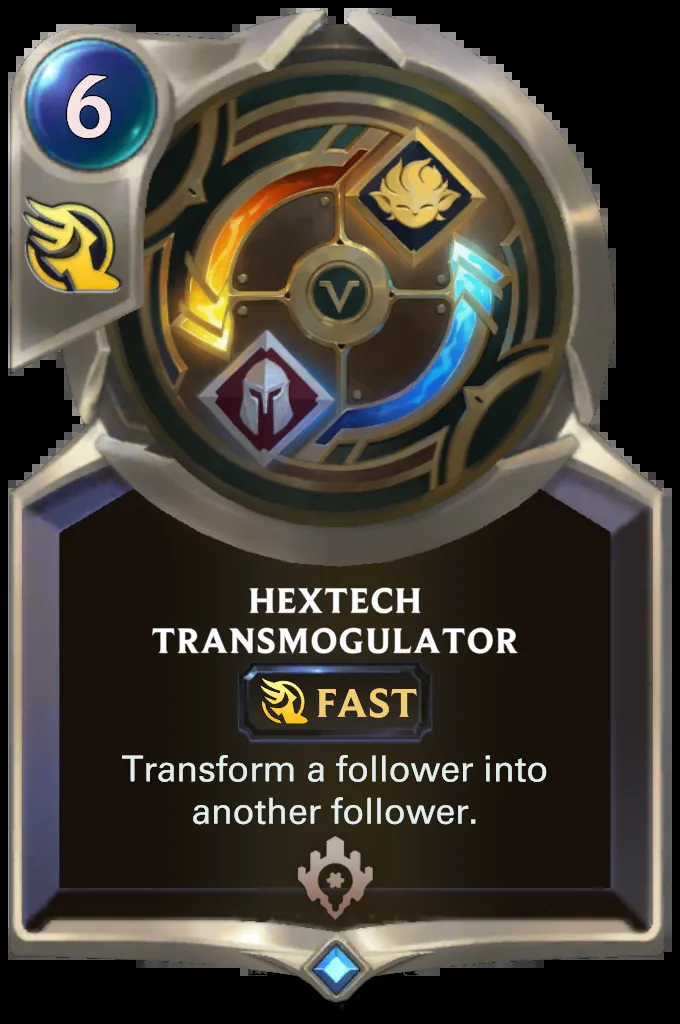 6
V
HEXTECH
TRANSMOGULATOR
FAST
Transform a follower into
another follower.